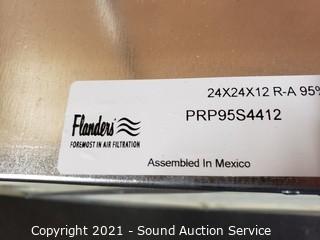 24X24X12 R-A 95%
Flanders
PRP95S4412
FOREMOST IN AIR FILTRATION
Assembled In Mexico
Copyright 2021 - Sound Auction Service